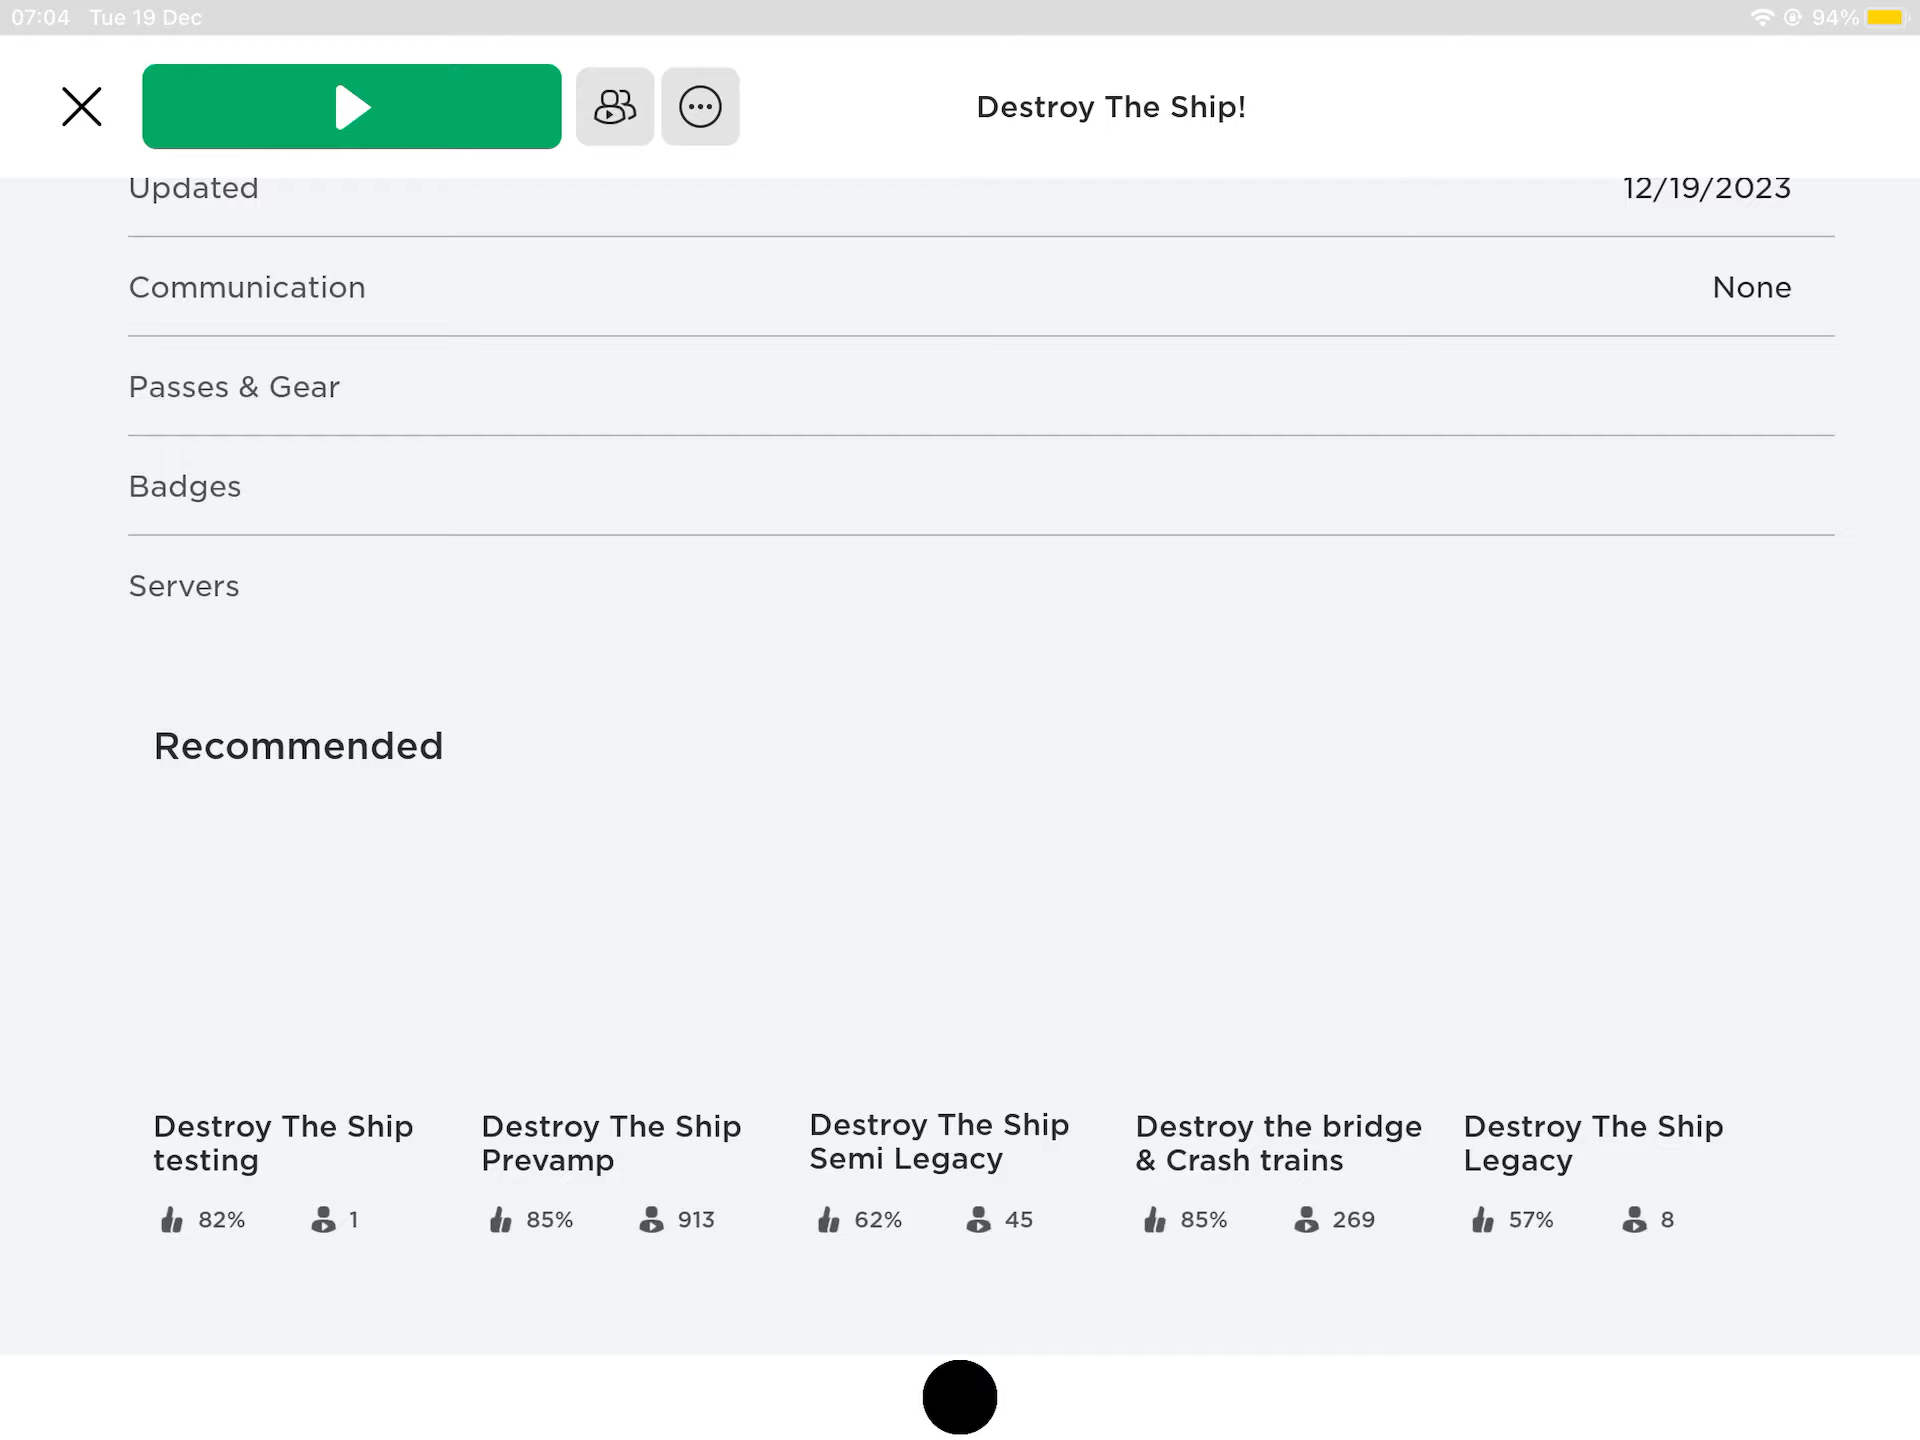 07:04 Tue 19 Dec 94%
Destroy The Ship!
Updated 12/19/2023
Communication None
Passes & Gear
Badges
Servers
Recommended
Destroy The Ship
testing
82% 1
Destroy The Ship
Prevamp
85% 913
Destroy The Ship
Semi Legacy
62% 45
Destroy the bridge
& Crash trains
85% 269
Destroy The Ship
Legacy
57% 8